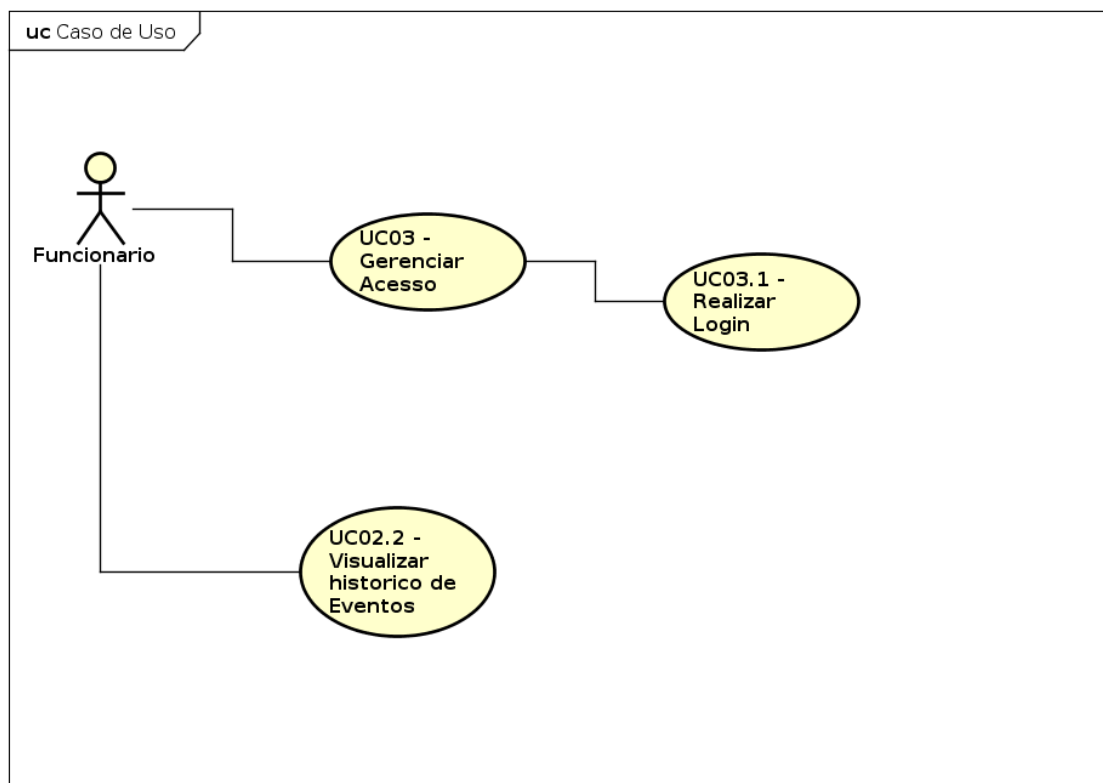 uc Caso de Uso
Funcionario
UC03 -
Gerenciar
Acesso
UC03.1 -
Realizar
Login
UC02.2 -
Visualizar
historico de
Eventos